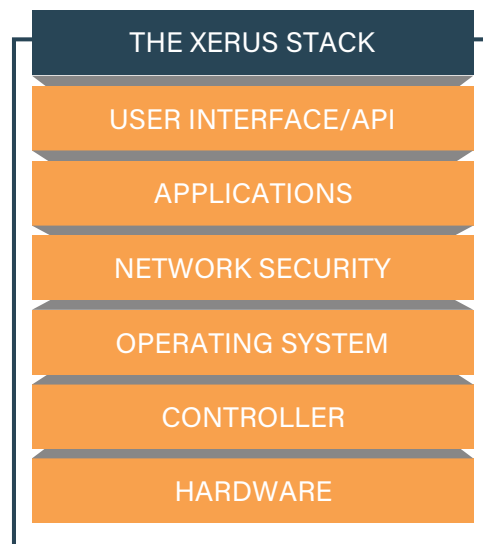 THE XERUS STACK
USER INTERFACE/API
APPLICATIONS
NETWORK SECURITY
OPERATING SYSTEM
CONTROLLER
HARDWARE